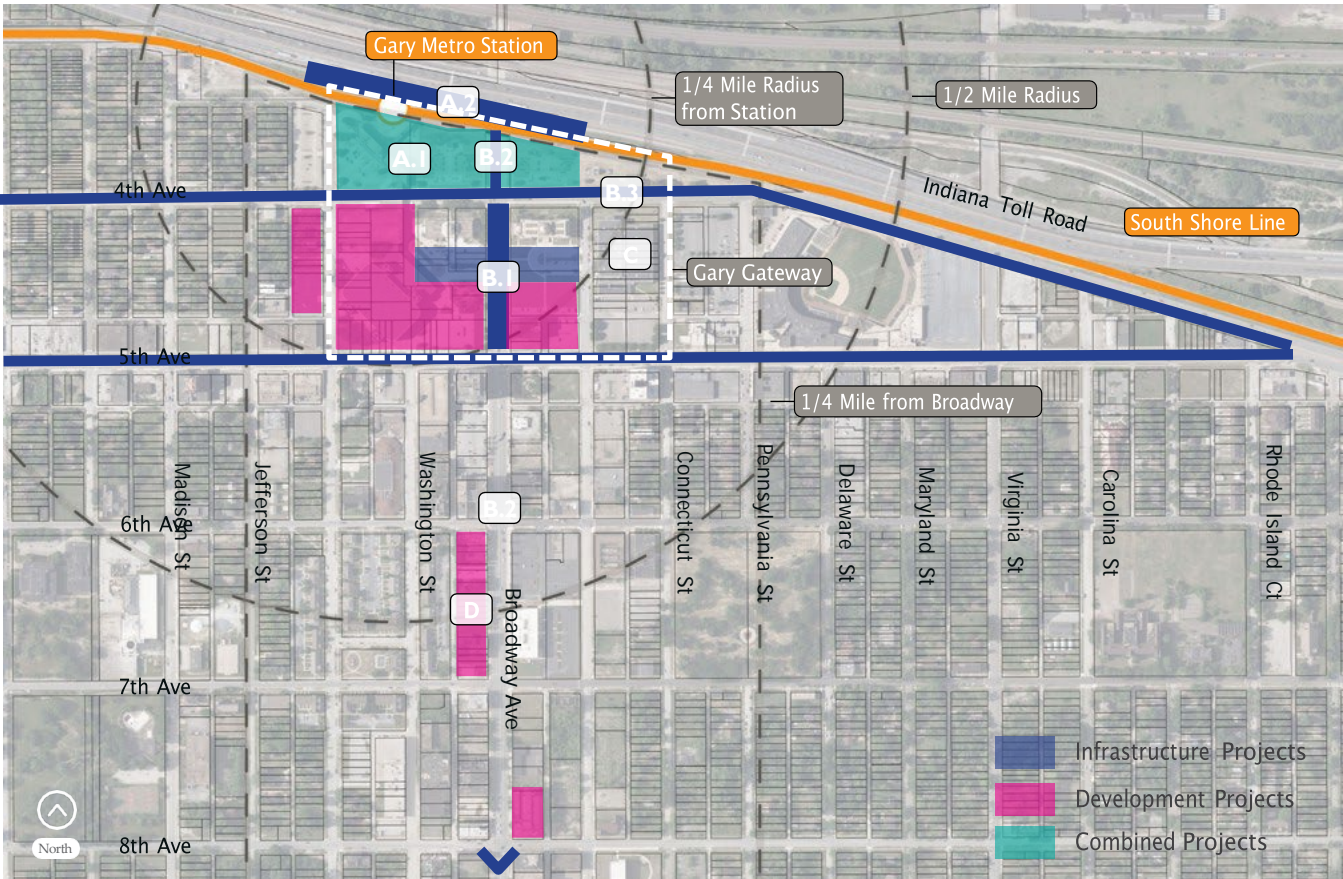 Gary Metro Station
1/4 Mile Radius
from Station
1/2 Mile Radius
A.2
A.1
B.2
4th Ave
B.3
Indiana Toll Road
South Shore Line
C
Gary Gateway
B.1
5th Ave
1/4 Mile from Broadway
Madison St
Jefferson St
Washington St
Connecticut St
Pennsylvania St
Delaware St
Maryland St
Virginia St
Carolina St
Rhode Island Ct
B.2
6th Ave
D
Broadway Ave
7th Ave
Infrastructure Projects
Development Projects
Combined Projects
North
8th Ave